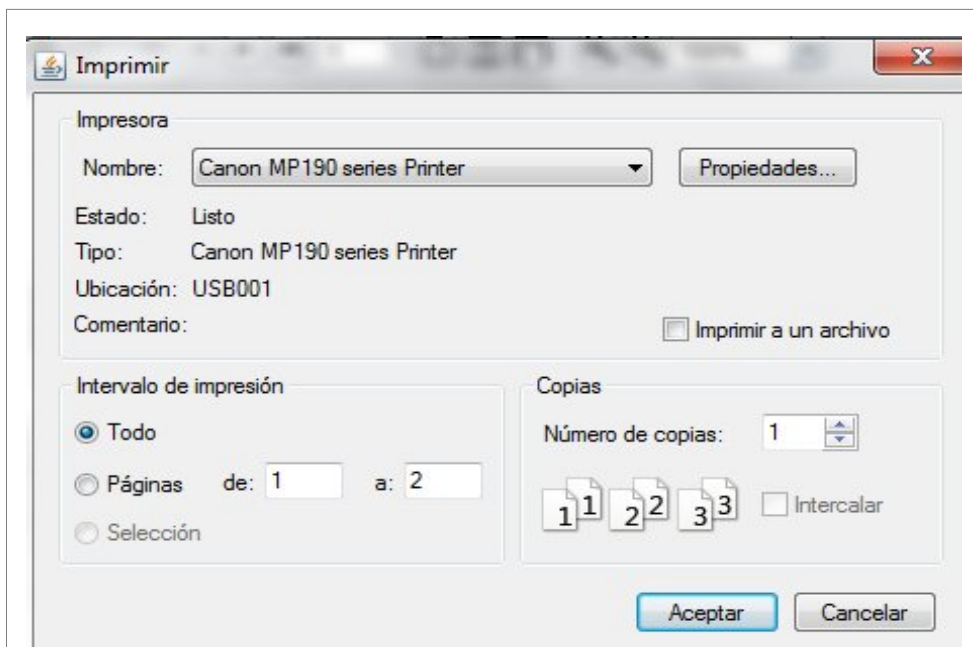 Imprimir
Impresora
Nombre: Canon MP190 series Printer Propiedades...
Estado: Listo
Tipo: Canon MP190 series Printer
Ubicación: USB001
Comentario: Imprimir a un archivo
Intervalo de impresión Copias
Todo Número de copias: 1
Páginas de: 1 a: 2
1 1 2 2 3 3 Intercalar
Selección
Aceptar Cancelar